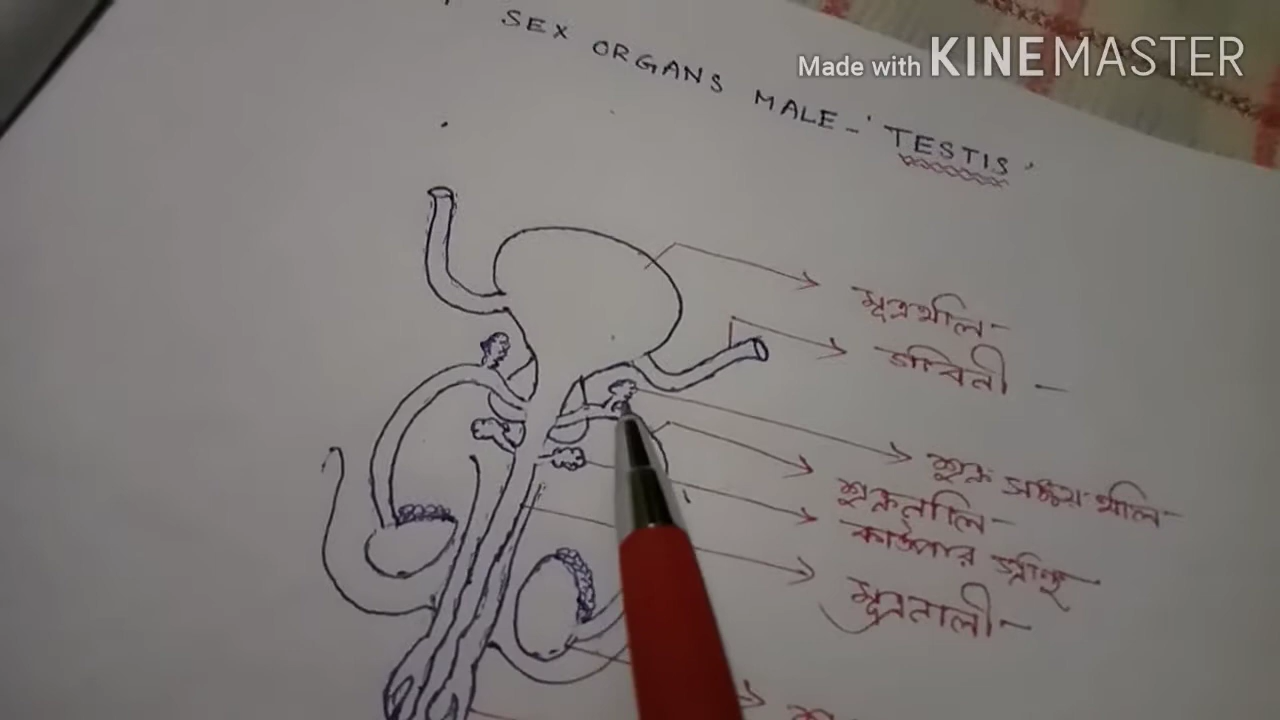 Made with KINEMASTER
SEX ORGANS MALE - 'TESTIS'
মূত্রথলি -
গাবিনী -
শুক্র সঞ্চয় থলি -
শুক্রনালি -
কাউপার গ্রন্থি
মূত্রনালী -